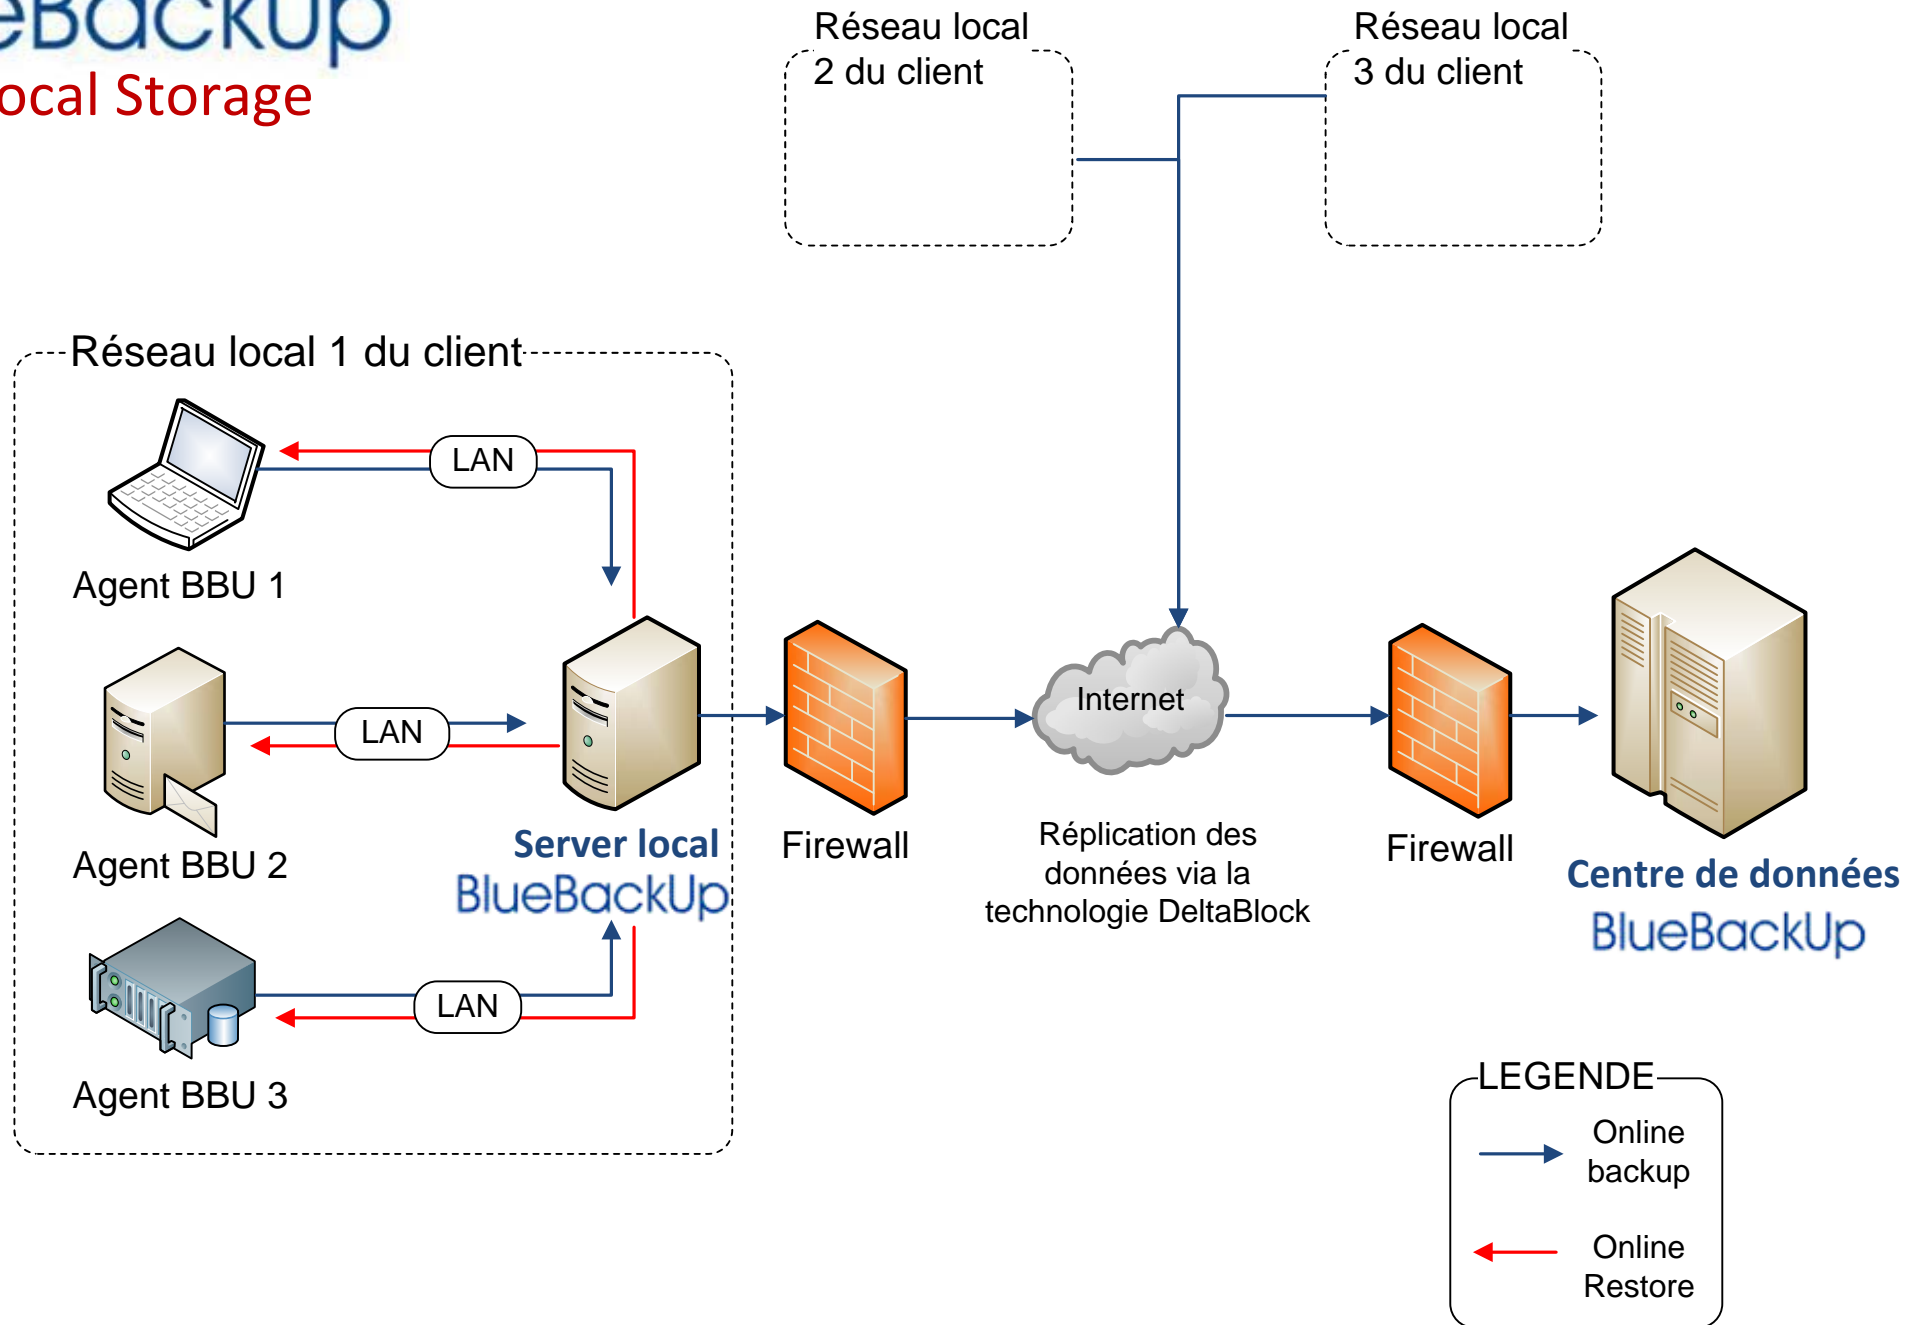 eBackUp
ocal Storage
Réseau local
2 du client
Réseau local
3 du client
Réseau local 1 du client
LAN
Agent BBU 1
LAN
Agent BBU 2
Server local
BlueBackUp
LAN
Agent BBU 3
Firewall
Internet
Réplication des
données via la
technologie DeltaBlock
Firewall
Centre de données
BlueBackUp
LEGENDE
Online
backup
Online
Restore